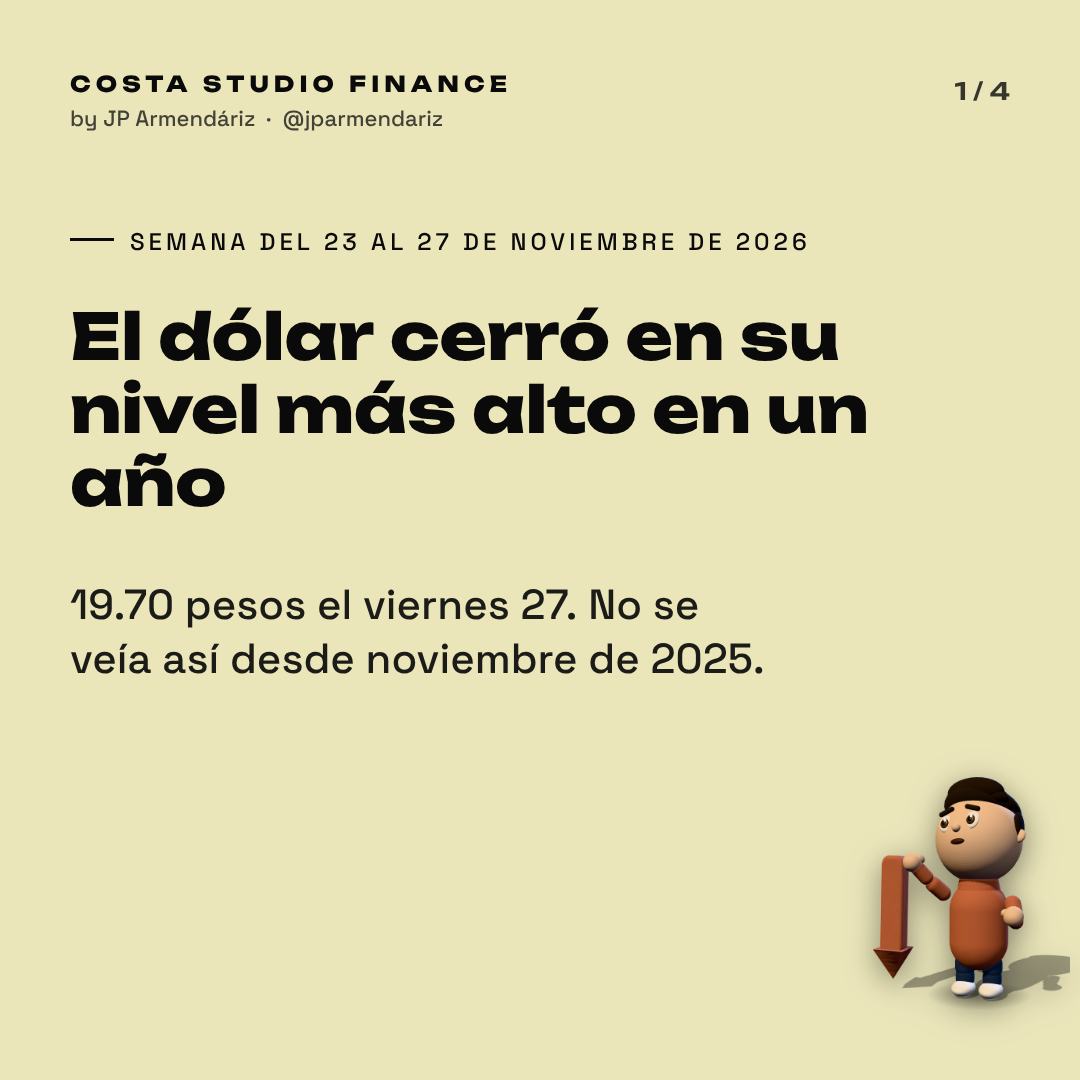 COSTA STUDIO FINANCE
by JP Armendáriz · @jparmendariz
1/4
SEMANA DEL 23 AL 27 DE NOVIEMBRE DE 2026
El dólar cerró en su
nivel más alto en un
año
19.70 pesos el viernes 27. No se
veía así desde noviembre de 2025.